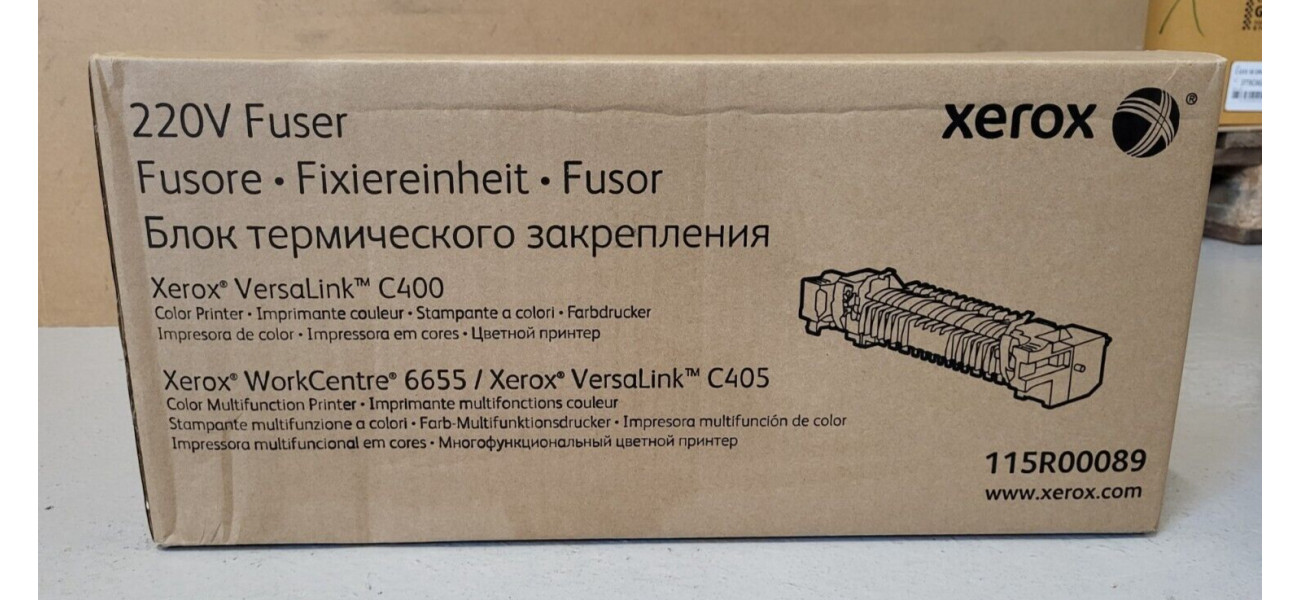 220V Fuser
xerox ®
Fusore • Fixiereinheit • Fusor
Блок термического закрепления
Xerox® VersaLink™ C400
Color Printer • Imprimante couleur • Stampante a colori • Farbdrucker
Impresora de color • Impressora em cores • Цветной принтер
Xerox® WorkCentre® 6655 / Xerox® VersaLink™ C405
Color Multifunction Printer • Imprimante multifonctions couleur
Stampante multifunzione a colori • Farb-Multifunktionsdrucker • Impresora multifunción de color
Impressora multifuncional em cores • Многофункциональный цветной принтер
115R00089
www.xerox.com